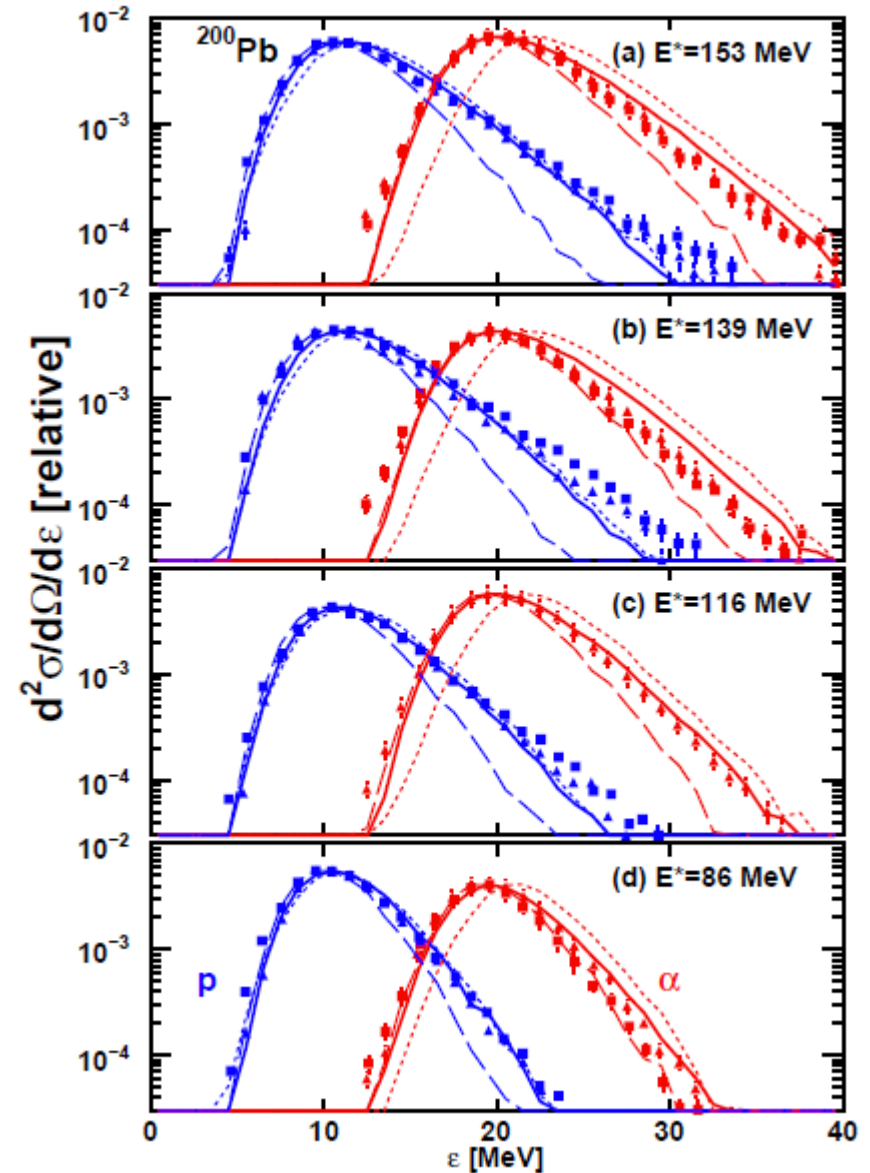 10⁻²
²⁰⁰Pb
(a) E*=153 MeV
10⁻³
10⁻⁴
10⁻²
(b) E*=139 MeV
10⁻³
10⁻⁴
10⁻²
(c) E*=116 MeV
10⁻³
10⁻⁴
10⁻²
(d) E*=86 MeV
10⁻³
p
α
10⁻⁴
0 10 20 30 40
ε [MeV]
d²σ/dΩ/dε [relative]